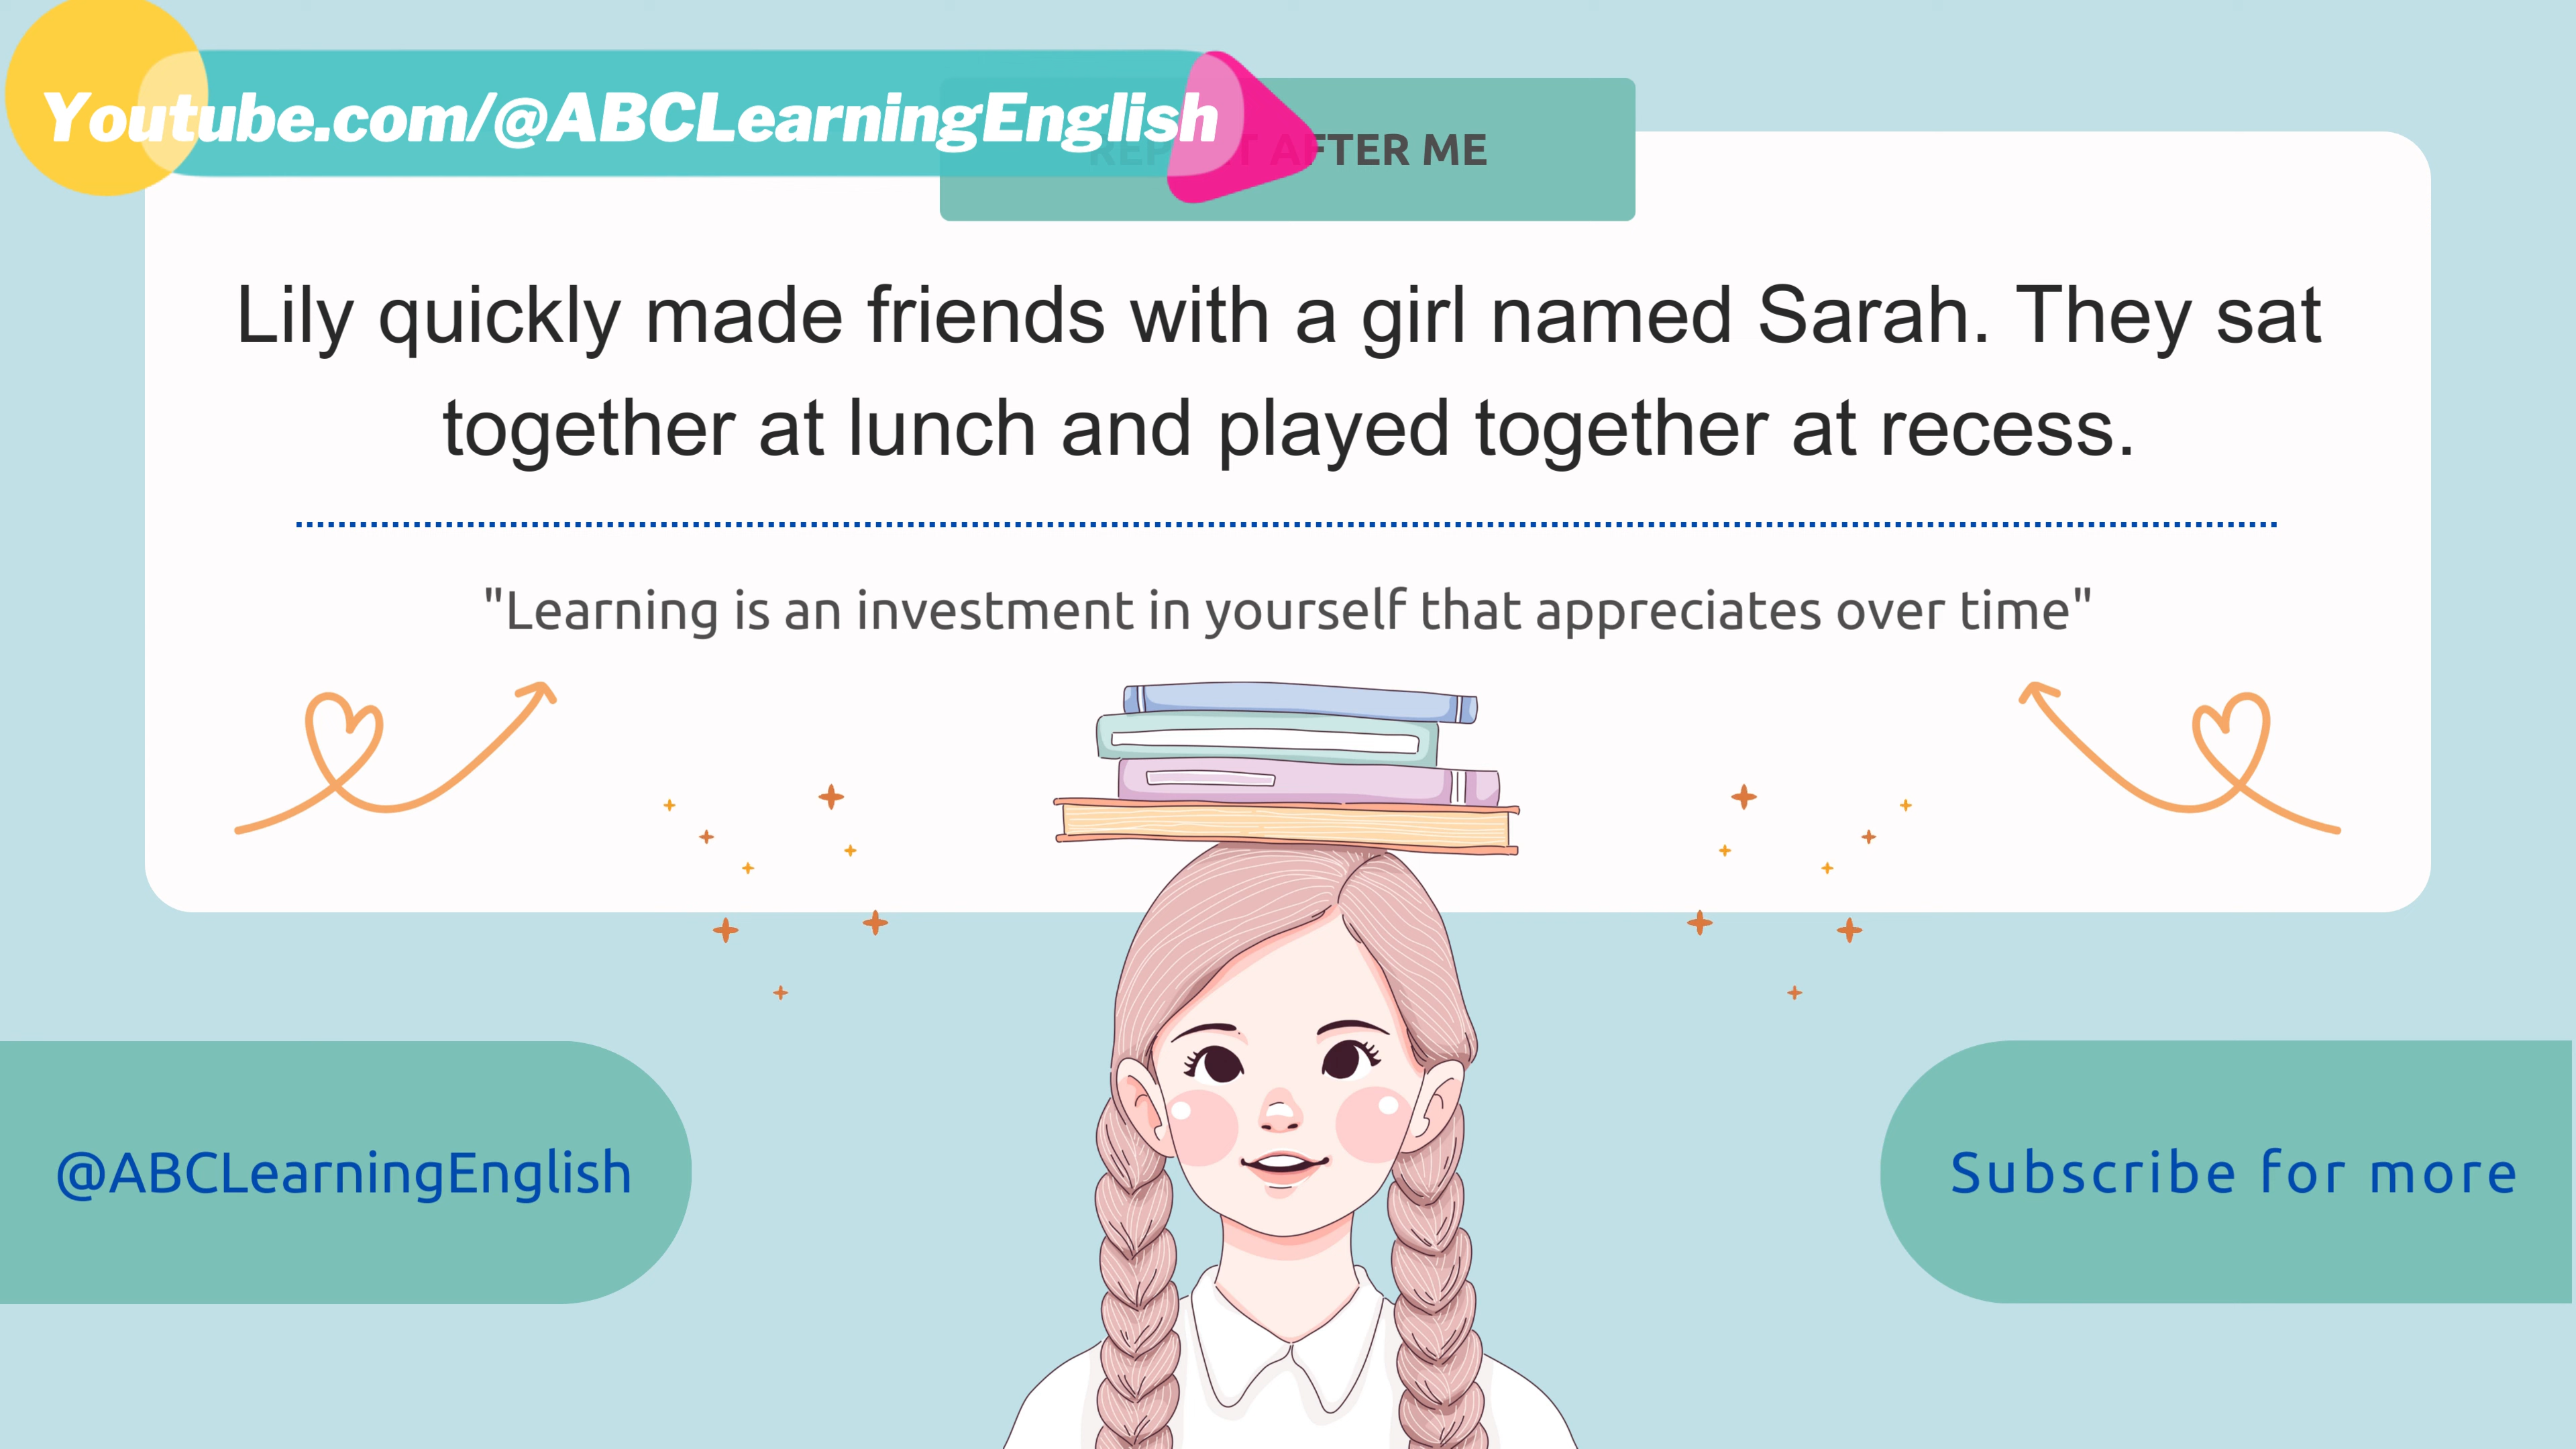 Youtube.com/@ABCLearningEnglish
AFTER ME
Lily quickly made friends with a girl named Sarah. They sat
together at lunch and played together at recess.
"Learning is an investment in yourself that appreciates over time"
@ABCLearningEnglish
Subscribe for more